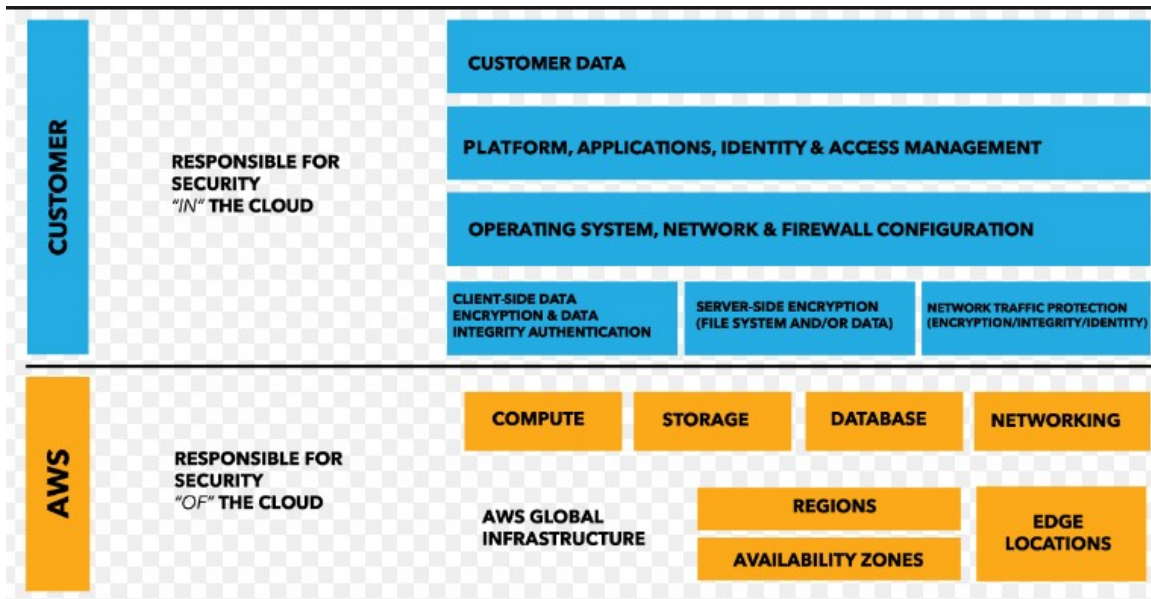 CUSTOMER
RESPONSIBLE FOR
SECURITY
"IN" THE CLOUD
CUSTOMER DATA
PLATFORM, APPLICATIONS, IDENTITY & ACCESS MANAGEMENT
OPERATING SYSTEM, NETWORK & FIREWALL CONFIGURATION
CLIENT-SIDE DATA
ENCRYPTION & DATA
INTEGRITY AUTHENTICATION
SERVER-SIDE ENCRYPTION
(FILE SYSTEM AND/OR DATA)
NETWORK TRAFFIC PROTECTION
(ENCRYPTION/INTEGRITY/IDENTITY)
AWS
RESPONSIBLE FOR
SECURITY
"OF" THE CLOUD
COMPUTE
STORAGE
DATABASE
NETWORKING
AWS GLOBAL
INFRASTRUCTURE
REGIONS
AVAILABILITY ZONES
EDGE
LOCATIONS